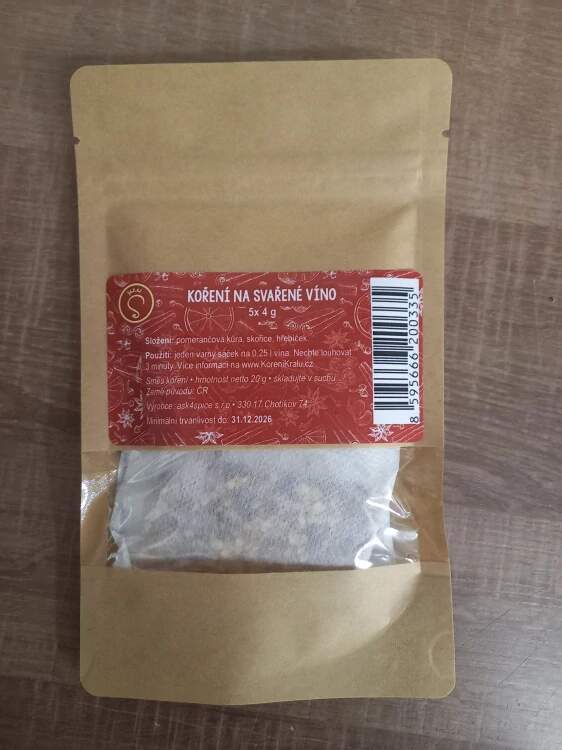 KOŘENÍ NA SVAŘENÉ VÍNO
5x 4 g
Složení: pomerančová kůra, skořice, hřebíček
Použití: jeden varný sáček na 0,25 l vína. Nechte louhovat
3 minuty. Více informací na www.KoreniKralu.cz
Směs koření • hmotnost netto 20 g • skladujte v suchu
Země původu: ČR
Výrobce: ask4spice s.r.o • 330 17 Chotíkov 74
Minimální trvanlivost do: 31.12.2026
8 595666 200335